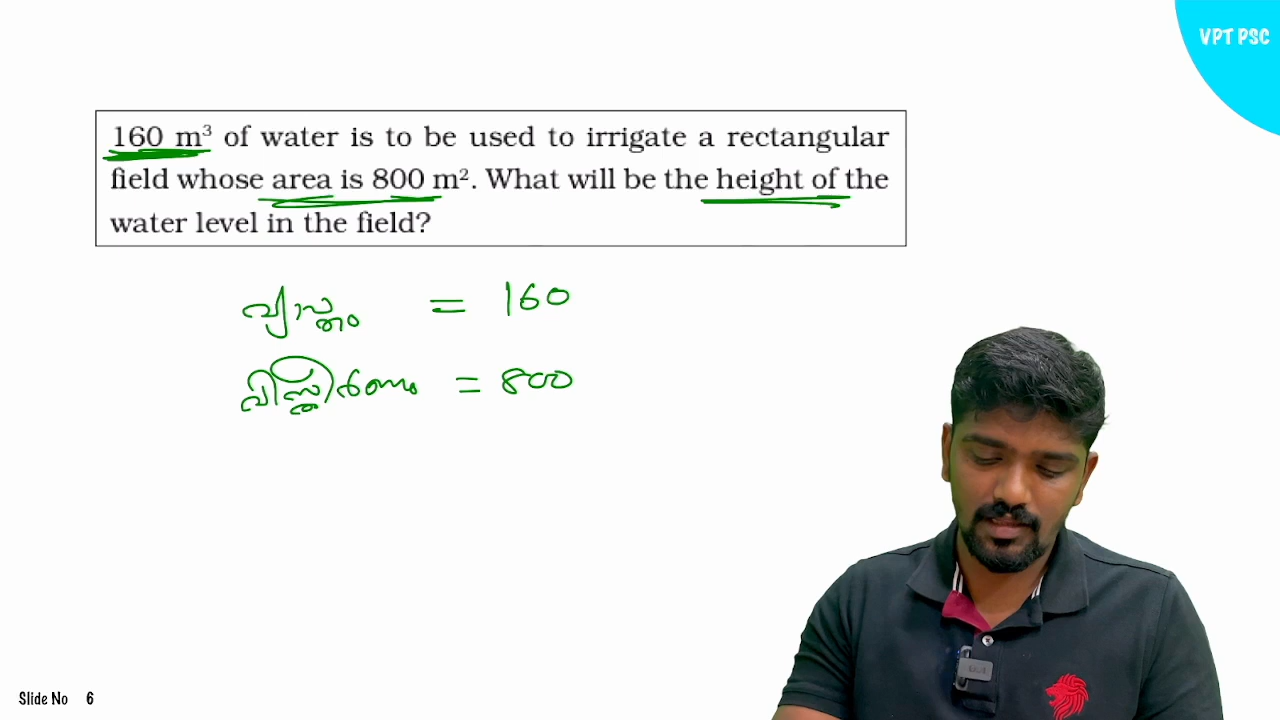 VPT PSC
160 m³ of water is to be used to irrigate a rectangular
field whose area is 800 m². What will be the height of the
water level in the field?
വ്യാപ്തം = 160
വിസ്തീർണം = 800
Slide No 6